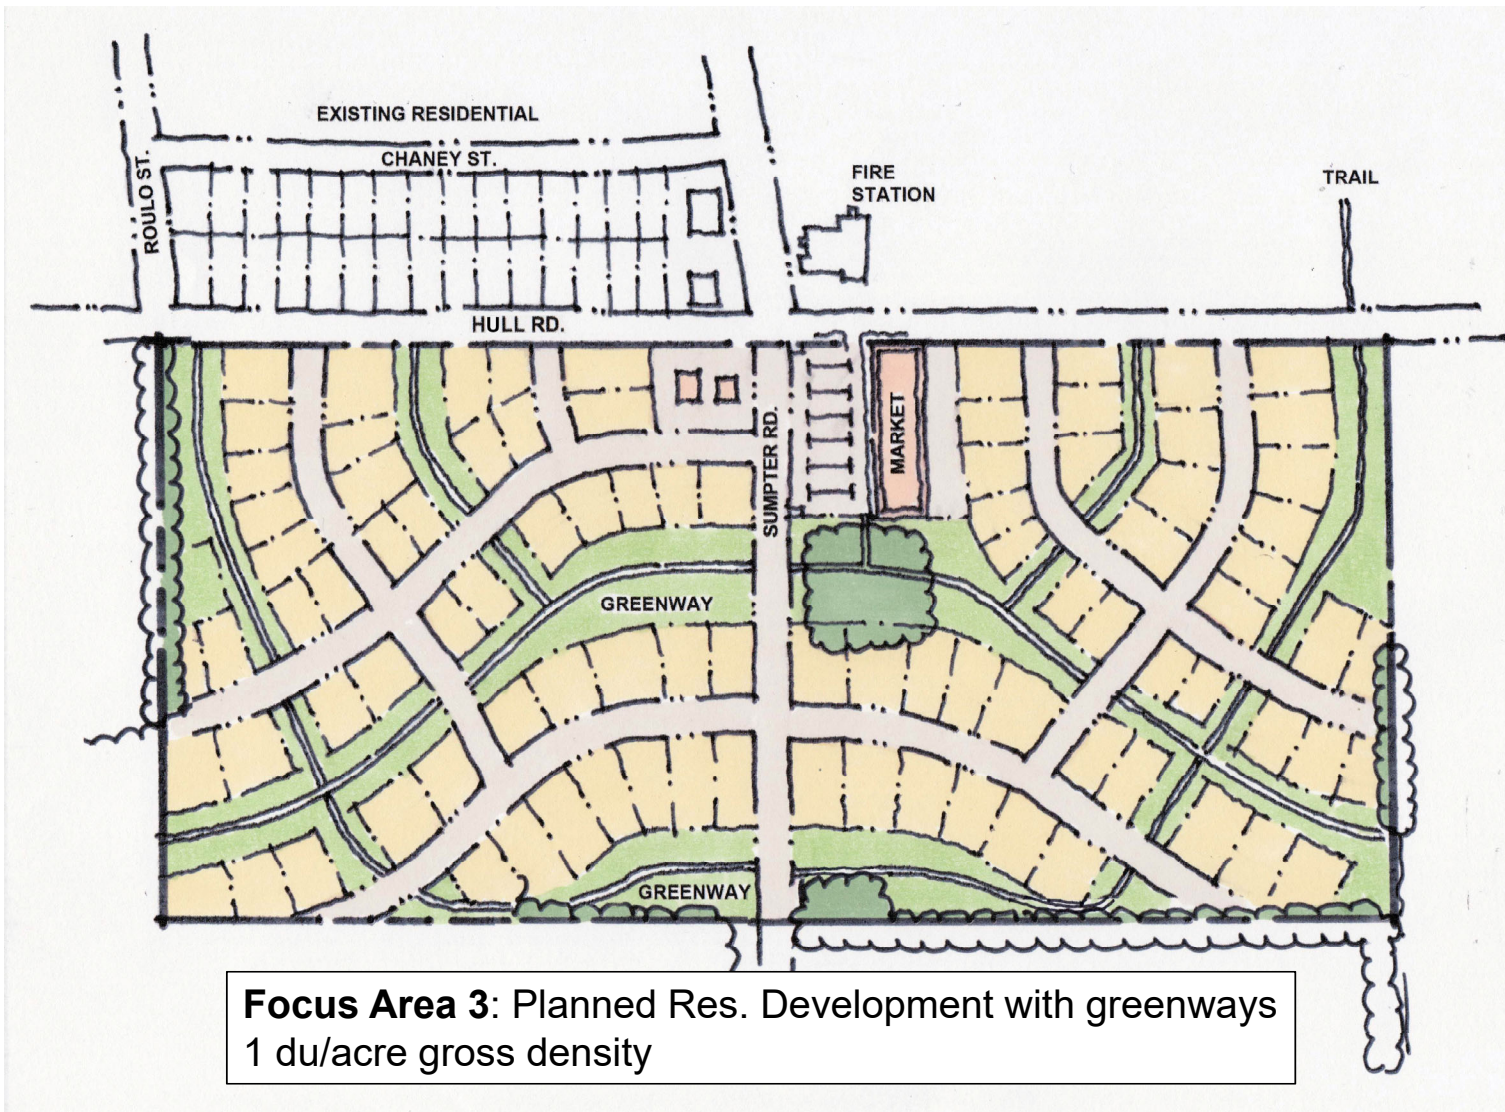 EXISTING RESIDENTIAL
CHANEY ST.
ROULO ST.
FIRE
STATION
TRAIL
HULL RD.
SUMPTER RD.
MARKET
GREENWAY
GREENWAY
Focus Area 3: Planned Res. Development with greenways
1 du/acre gross density